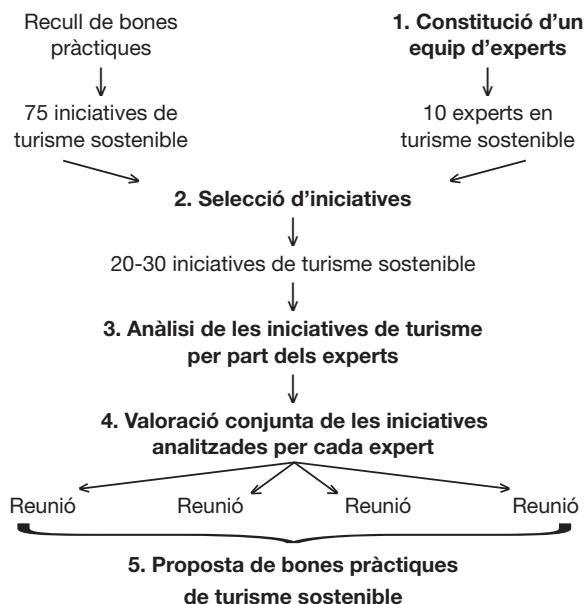 Recull de bones
pràctiques
1. Constitució d’un
equip d’experts
75 iniciatives de
turisme sostenible
10 experts en
turisme sostenible
2. Selecció d’iniciatives
20-30 iniciatives de turisme sostenible
3. Anàlisi de les iniciatives de turisme
per part dels experts
4. Valoració conjunta de les iniciatives
analitzades per cada expert
Reunió Reunió Reunió Reunió
5. Proposta de bones pràctiques
de turisme sostenible